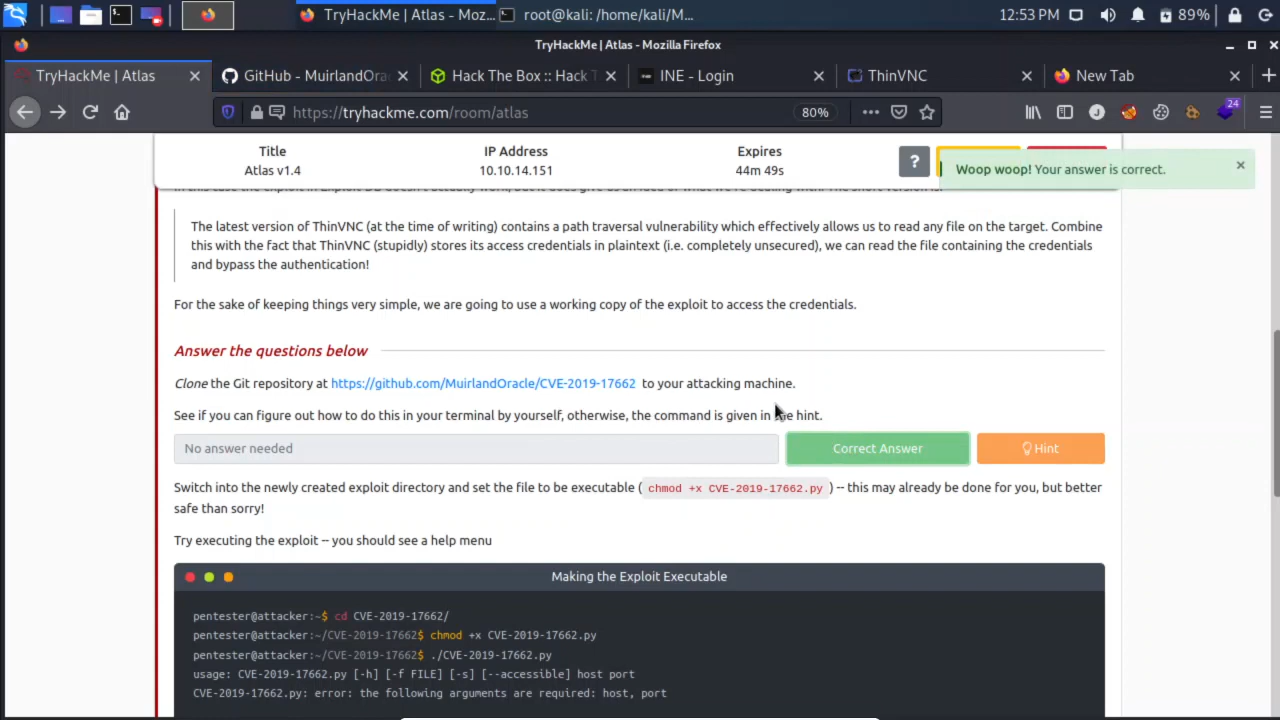 TryHackMe | Atlas - Moz...
root@kali: /home/kali/M...
12:53 PM
89%
TryHackMe | Atlas - Mozilla Firefox
TryHackMe | Atlas
GitHub - MuirlandOra
Hack The Box :: Hack T
INE - Login
ThinVNC
New Tab
https://tryhackme.com/room/atlas
80%
24
Title
IP Address
Expires
Atlas v1.4
10.10.14.151
44m 49s
?
Woop woop! Your answer is correct.
The latest version of ThinVNC (at the time of writing) contains a path traversal vulnerability which effectively allows us to read any file on the target. Combine
this with the fact that ThinVNC (stupidly) stores its access credentials in plaintext (i.e. completely unsecured), we can read the file containing the credentials
and bypass the authentication!
For the sake of keeping things very simple, we are going to use a working copy of the exploit to access the credentials.
Answer the questions below
Clone the Git repository at https://github.com/MuirlandOracle/CVE-2019-17662 to your attacking machine.
See if you can figure out how to do this in your terminal by yourself, otherwise, the command is given in the hint.
No answer needed
Correct Answer
Hint
Switch into the newly created exploit directory and set the file to be executable ( chmod +x CVE-2019-17662.py ) -- this may already be done for you, but better
safe than sorry!
Try executing the exploit -- you should see a help menu
Making the Exploit Executable
pentester@attacker:~$ cd CVE-2019-17662/
pentester@attacker:~/CVE-2019-17662$ chmod +x CVE-2019-17662.py
pentester@attacker:~/CVE-2019-17662$ ./CVE-2019-17662.py
usage: CVE-2019-17662.py [-h] [-f FILE] [-s] [--accessible] host port
CVE-2019-17662.py: error: the following arguments are required: host, port